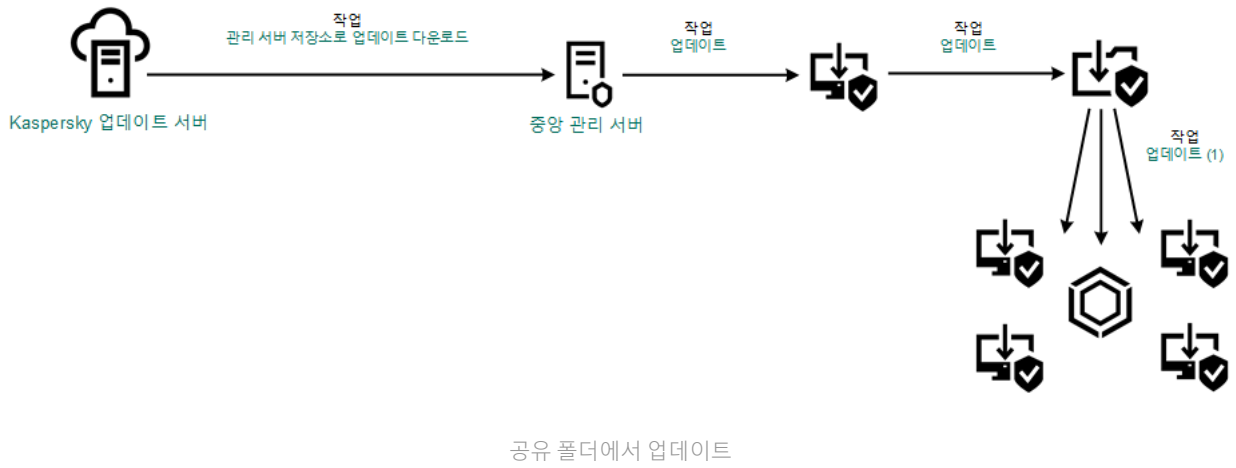 작업
관리 서버 저장소로 업데이트 다운로드
작업
업데이트
작업
업데이트
Kaspersky 업데이트 서버
중앙 관리 서버
작업
업데이트 (1)
공유 폴더에서 업데이트